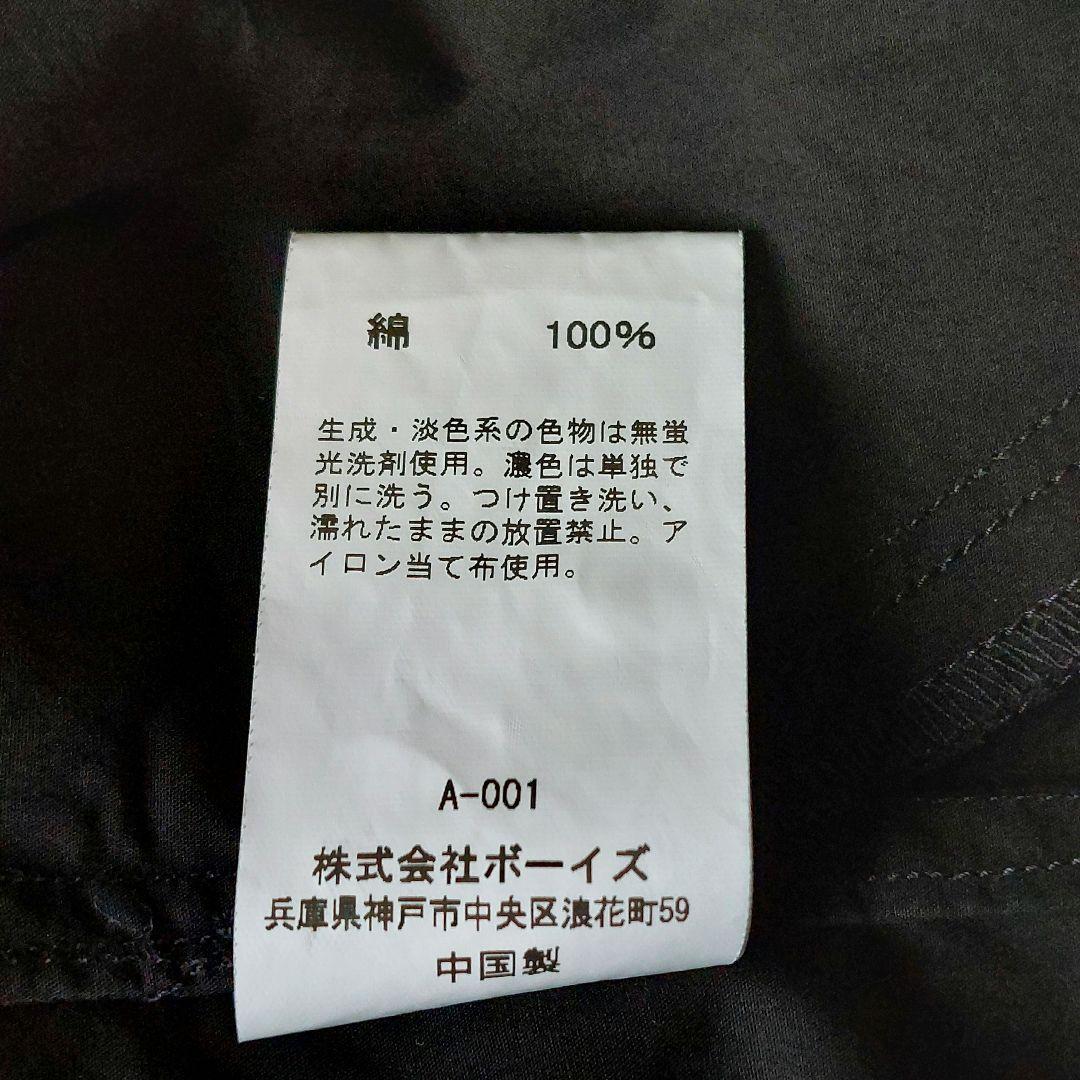 綿 100%
生成・淡色系の色物は無蛍
光洗剤使用。濃色は単独で
別に洗う。つけ置き洗い、
濡れたままの放置禁止。ア
イロン当て布使用。
A-001
株式会社ボーイズ
兵庫県神戸市中央区浪花町59
中国製